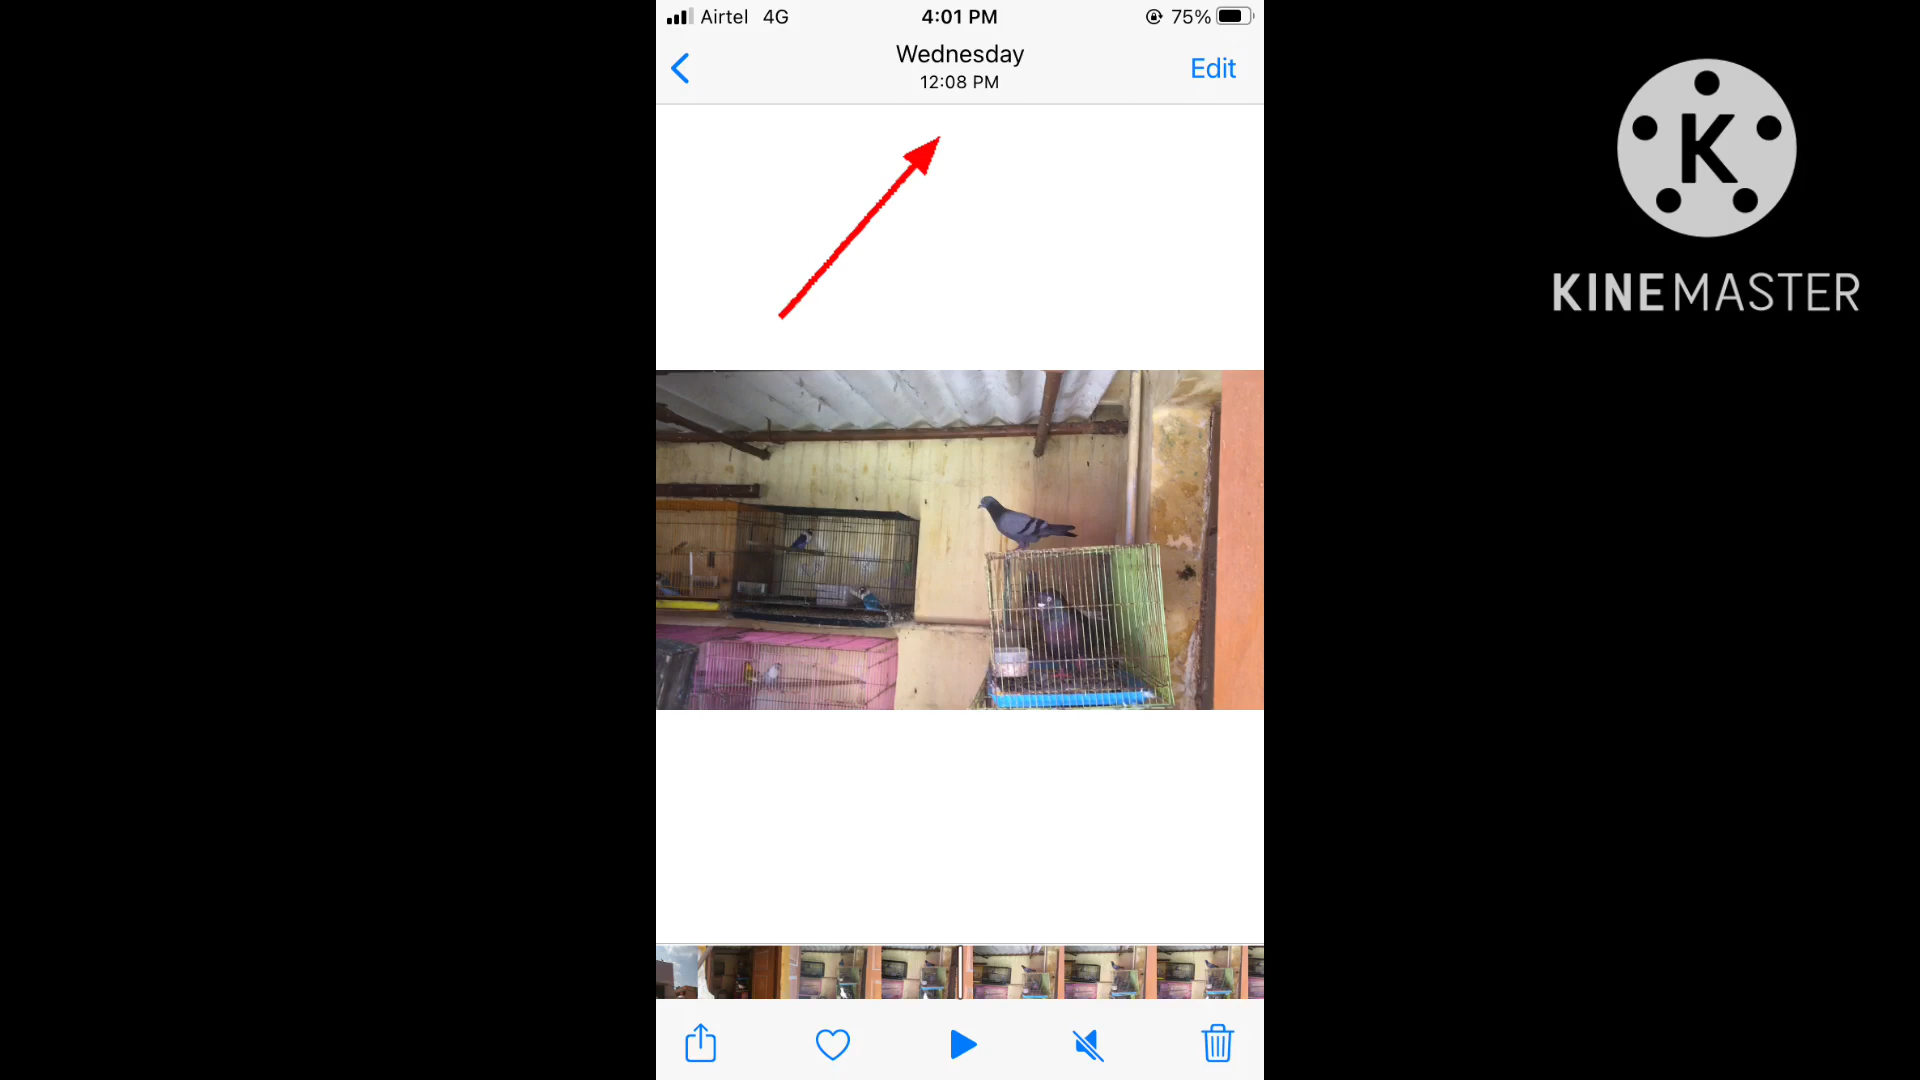 Airtel 4G 4:01 PM 75%
Wednesday
12:08 PM
Edit
K
KINEMASTER